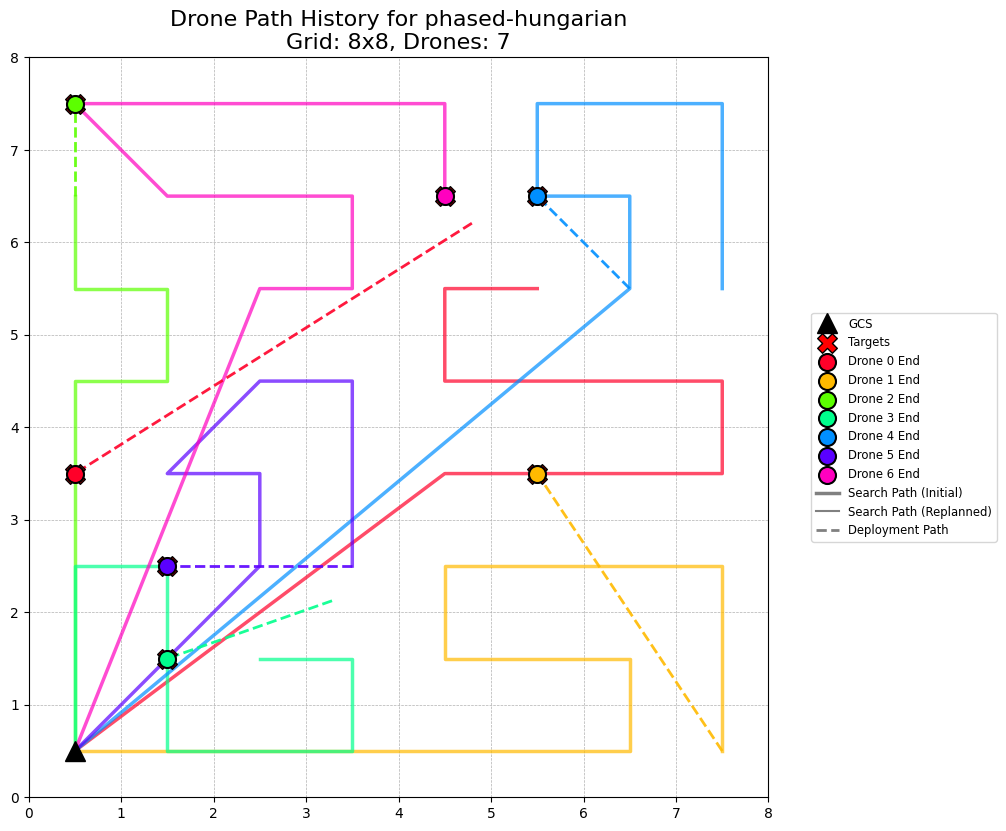 Drone Path History for phased-hungarian
Grid: 8x8, Drones: 7
8
7
6
5
4
3
2
1
0
0 1 2 3 4 5 6 7 8
GCS
Targets
Drone 0 End
Drone 1 End
Drone 2 End
Drone 3 End
Drone 4 End
Drone 5 End
Drone 6 End
Search Path (Initial)
Search Path (Replanned)
Deployment Path